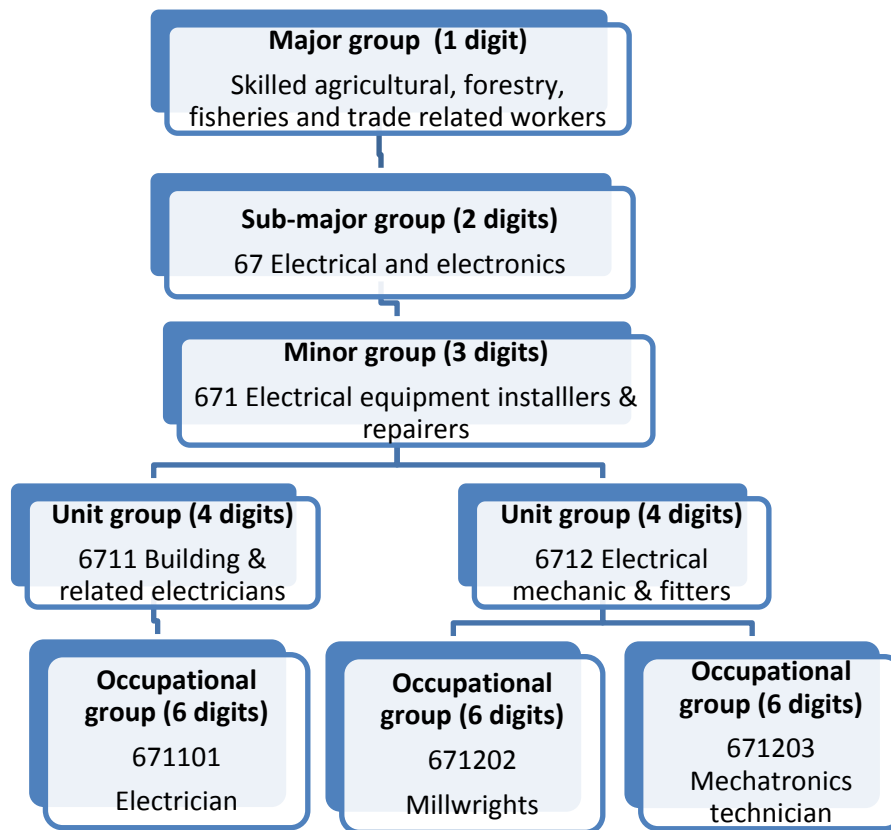 Major group (1 digit)
Skilled agricultural, forestry,
fisheries and trade related workers
Sub-major group (2 digits)
67 Electrical and electronics
Minor group (3 digits)
671 Electrical equipment installlers &
repairers
Unit group (4 digits)
6711 Building &
related electricians
Unit group (4 digits)
6712 Electrical
mechanic & fitters
Occupational
group (6 digits)
671101
Electrician
Occupational
group (6 digits)
671202
Millwrights
Occupational
group (6 digits)
671203
Mechatronics
technician